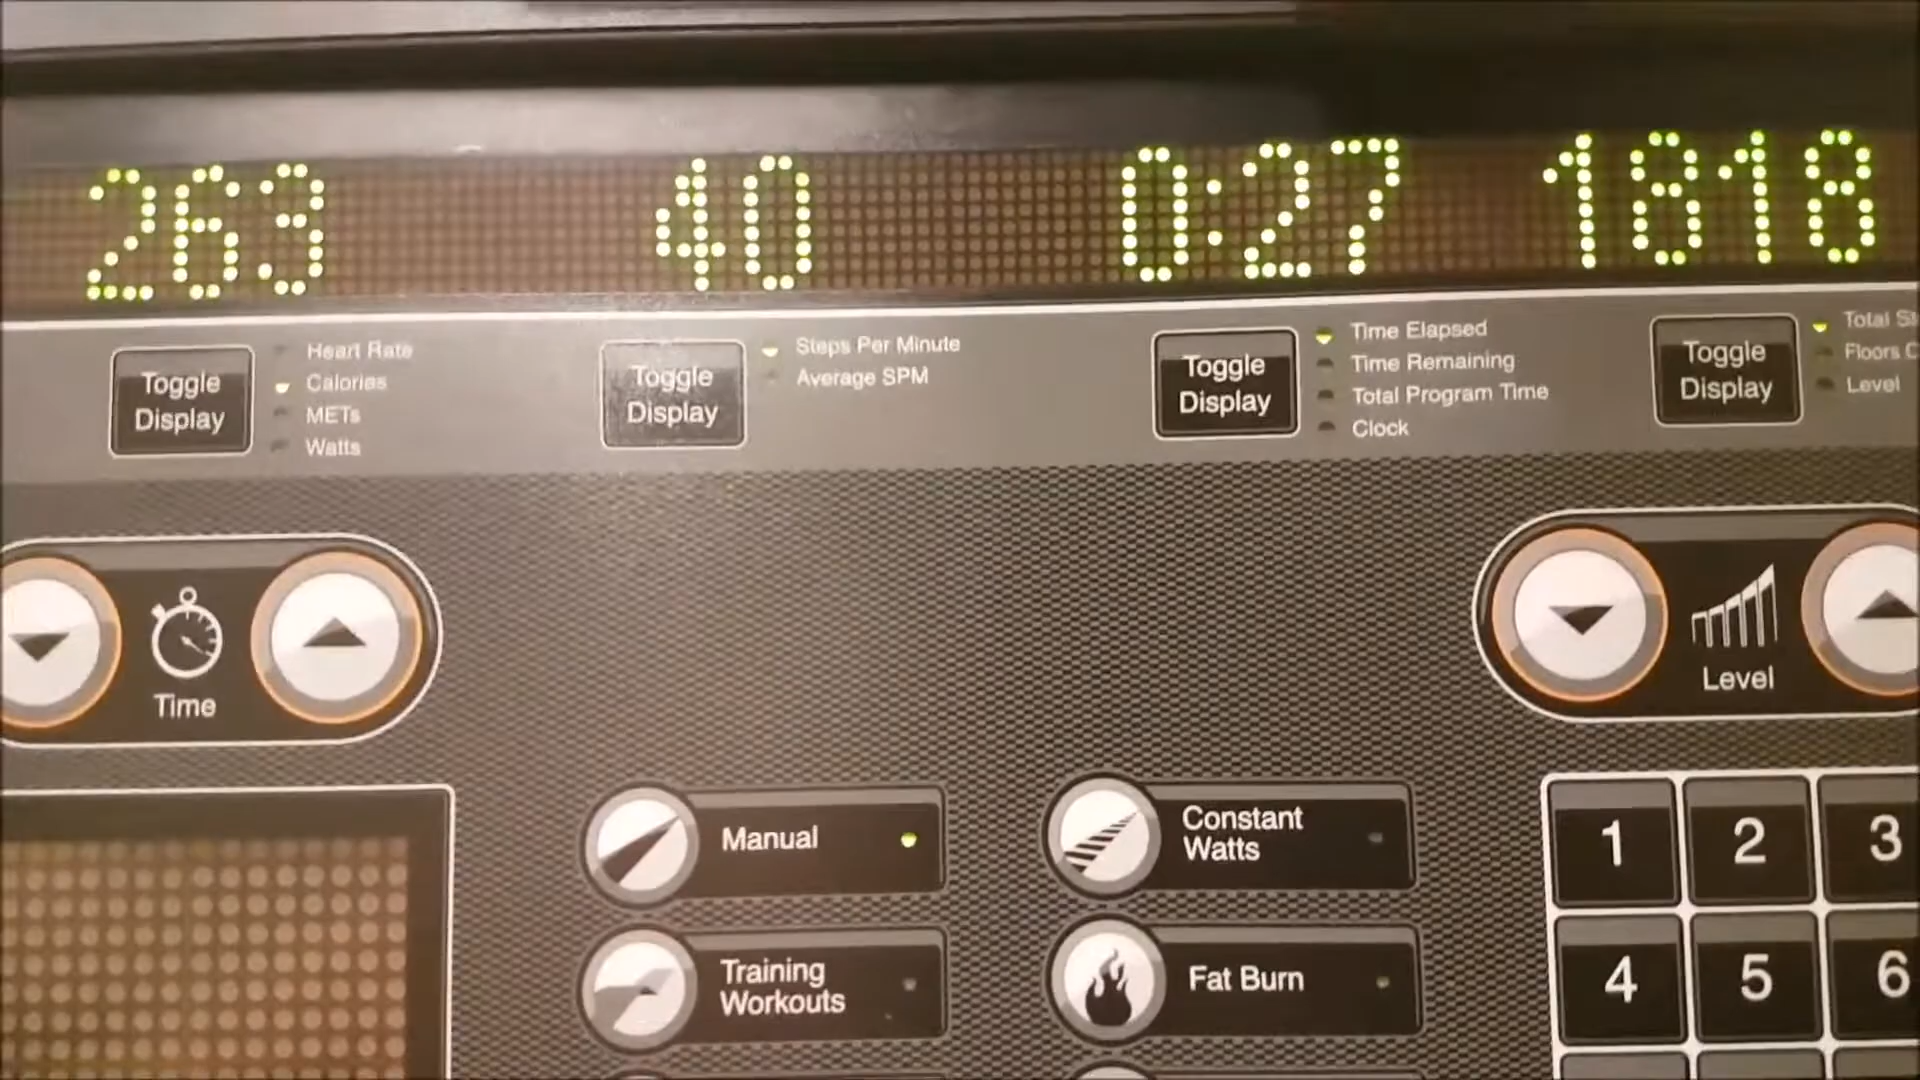 263 40 0:27 1818
Toggle Display
Heart Rate
Calories
METs
Watts
Toggle Display
Steps Per Minute
Average SPM
Toggle Display
Time Elapsed
Time Remaining
Total Program Time
Clock
Toggle Display
Total
Floors
Level
Time
Level
Manual
Constant
Watts
Training
Workouts
Fat Burn
1 2 3
4 5 6